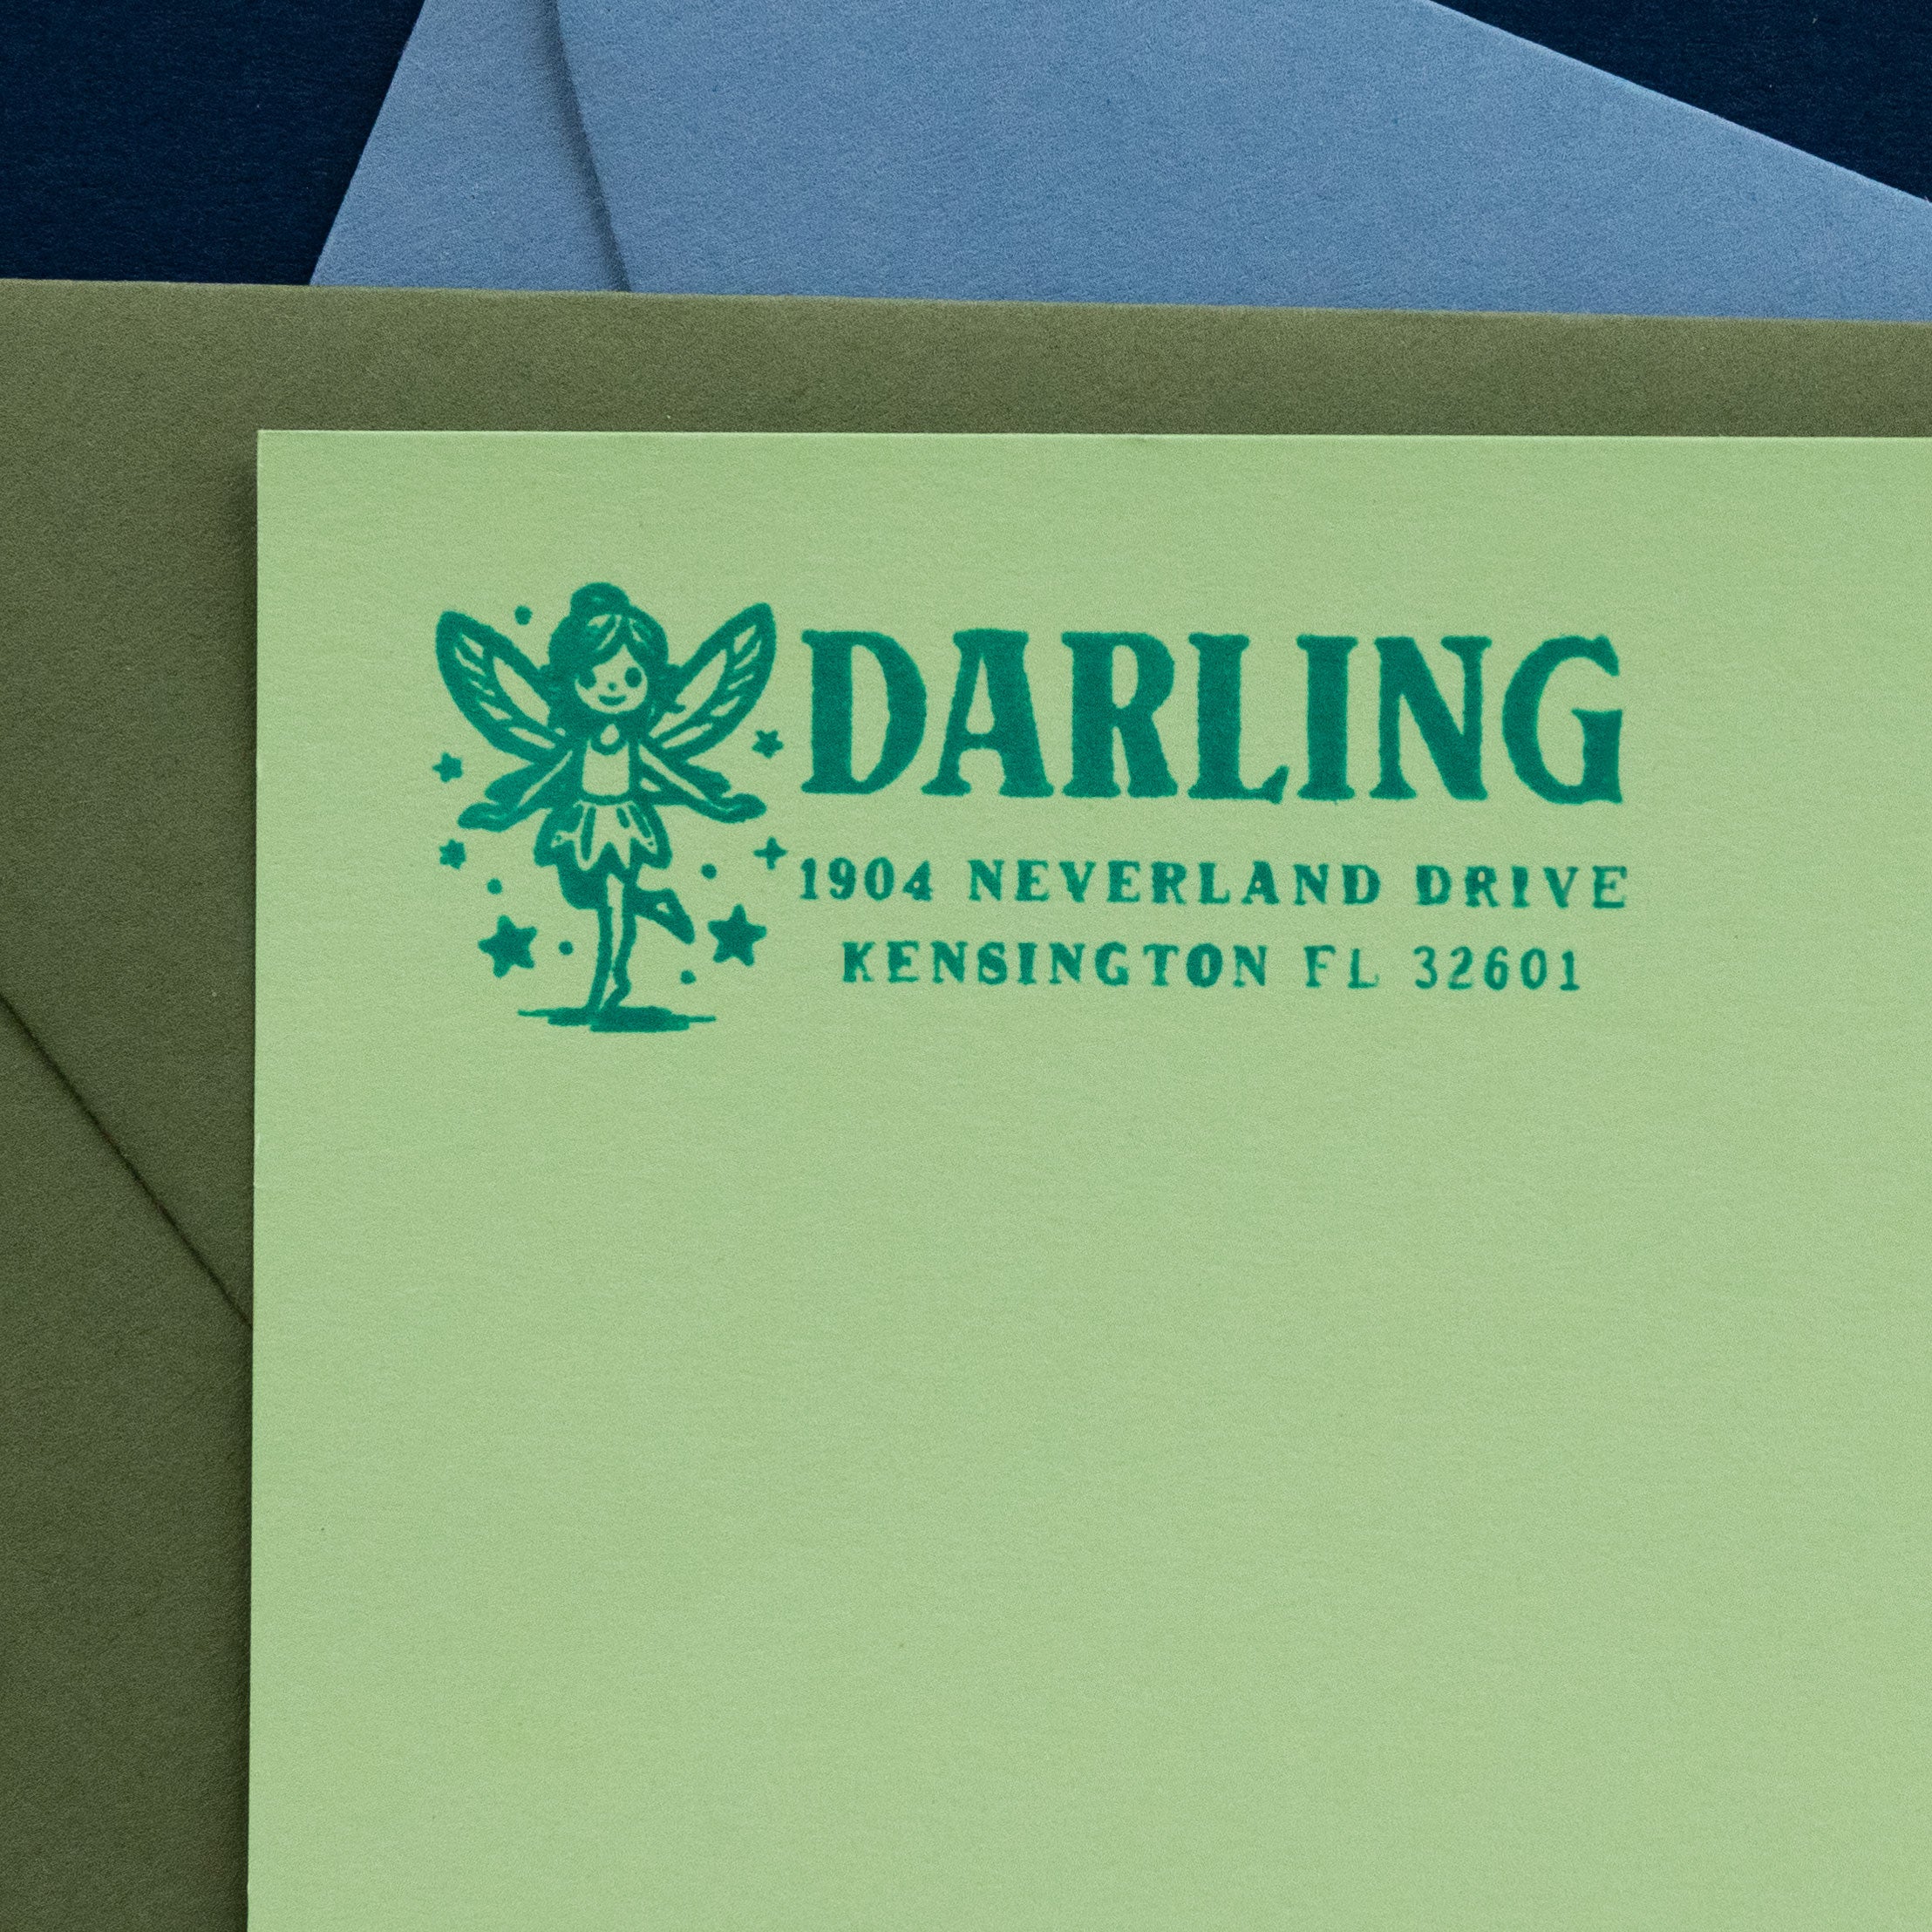 DARLING
1904 NEVERLAND DRIVE
KENSINGTON FL 32601